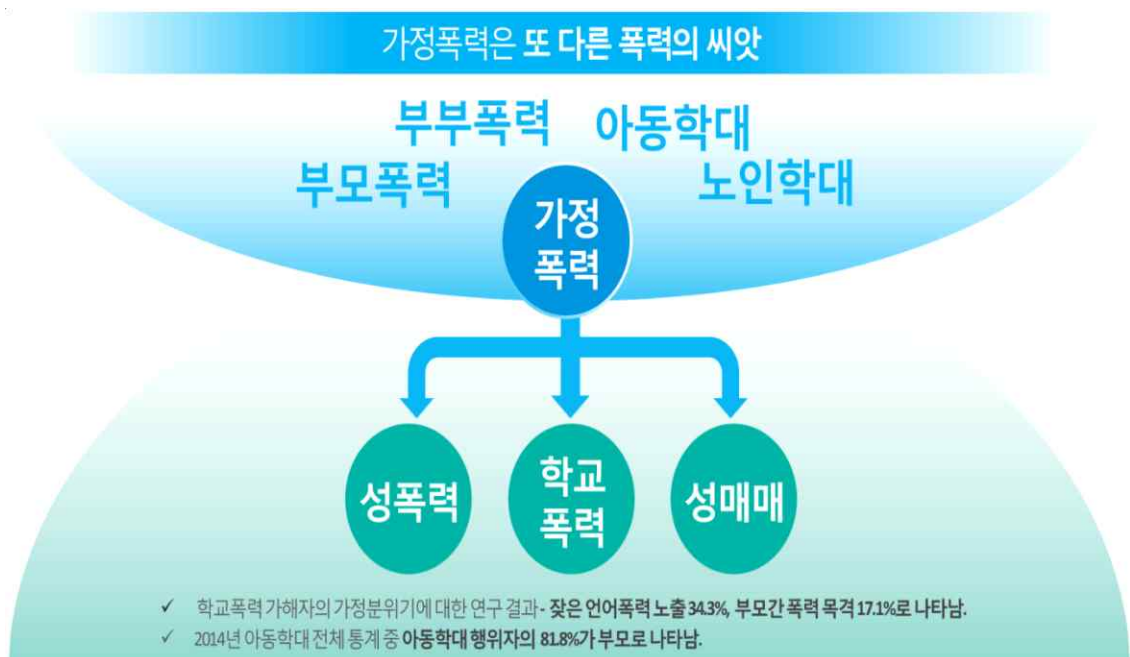 가정폭력은 또 다른 폭력의 씨앗
부부폭력 아동학대
부모폭력 노인학대
가정
폭력
성폭력 학교 성매매
폭력
✓ 학교폭력 가해자의 가정분위기에 대한 연구 결과 - 잦은 언어폭력 노출 34.3%, 부모간 폭력 목격 17.1%로 나타남.
✓ 2014년 아동학대 전체 통계 중 아동학대 행위자의 81.8%가 부모로 나타남.